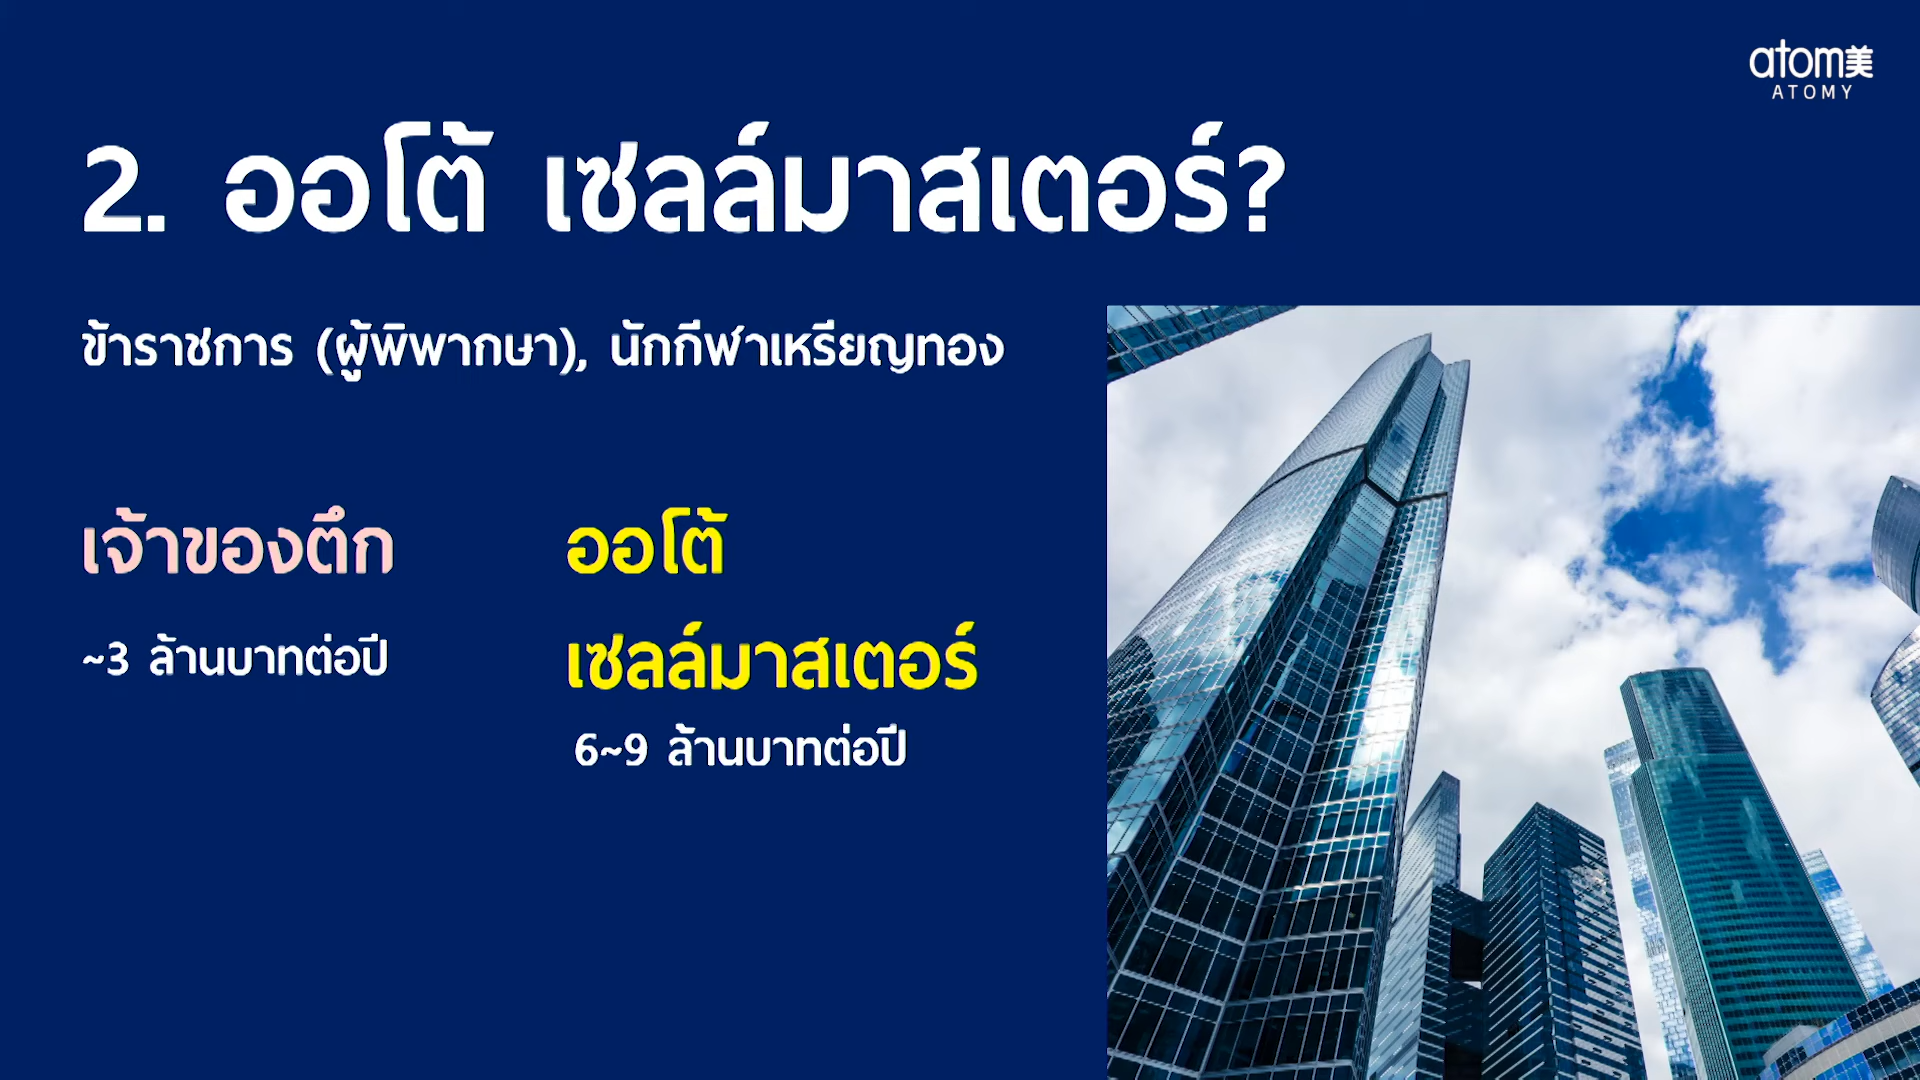 atom美
ATOMY
2. ออโต้ เซลล์มาสเตอร์?
ข้าราชการ (ผู้พิพากษา), นักกีฬาเหรียญทอง
เจ้าของตึก
~3 ล้านบาทต่อปี
ออโต้
เซลล์มาสเตอร์
6~9 ล้านบาทต่อปี